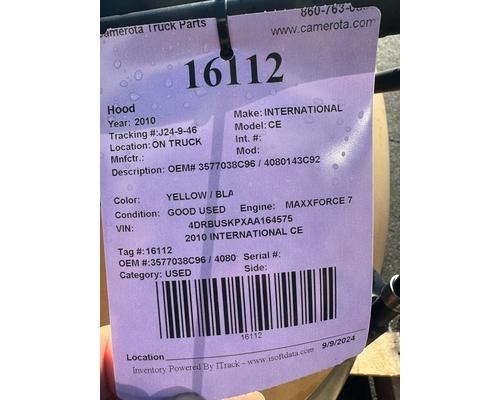 Camerota Truck Parts 860-763-0
www.camerota.com
16112
Hood
Year: 2010 Make: INTERNATIONAL
Tracking #:J24-9-46 Model: CE
Location: ON TRUCK Int. #:
Mnfctr.: Mod:
Description: OEM# 3577038C96 / 4080143C92
Color: YELLOW / BLA
Condition: GOOD USED Engine: MAXXFORCE 7
VIN: 4DRBUSKPXAA164575
2010 INTERNATIONAL CE
Tag #:16112
OEM #:3577038C96 / 4080 Serial #:
Category: USED Side:
16112
Location
9/9/2024
Inventory Powered By ITrack - www.isoftdata.com